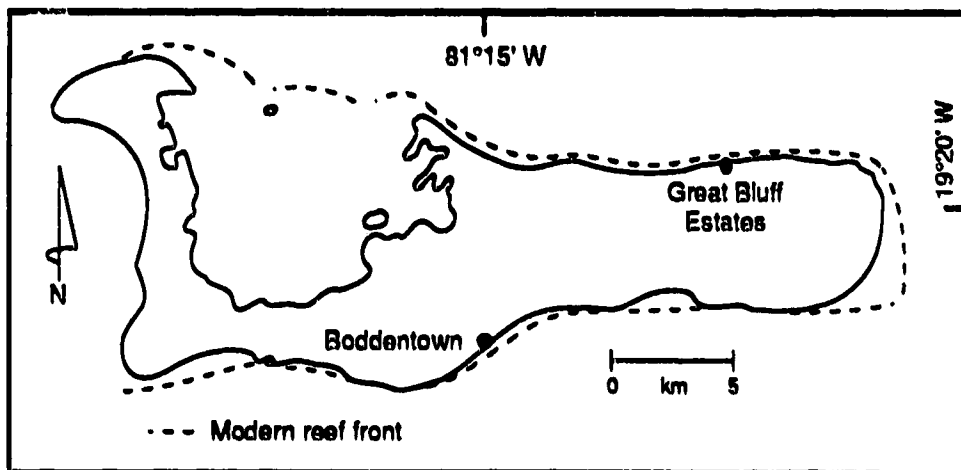 81°15' W
19°20' W
Great Bluff
Estates
N
Boddentown
0 km 5
Modern reef front